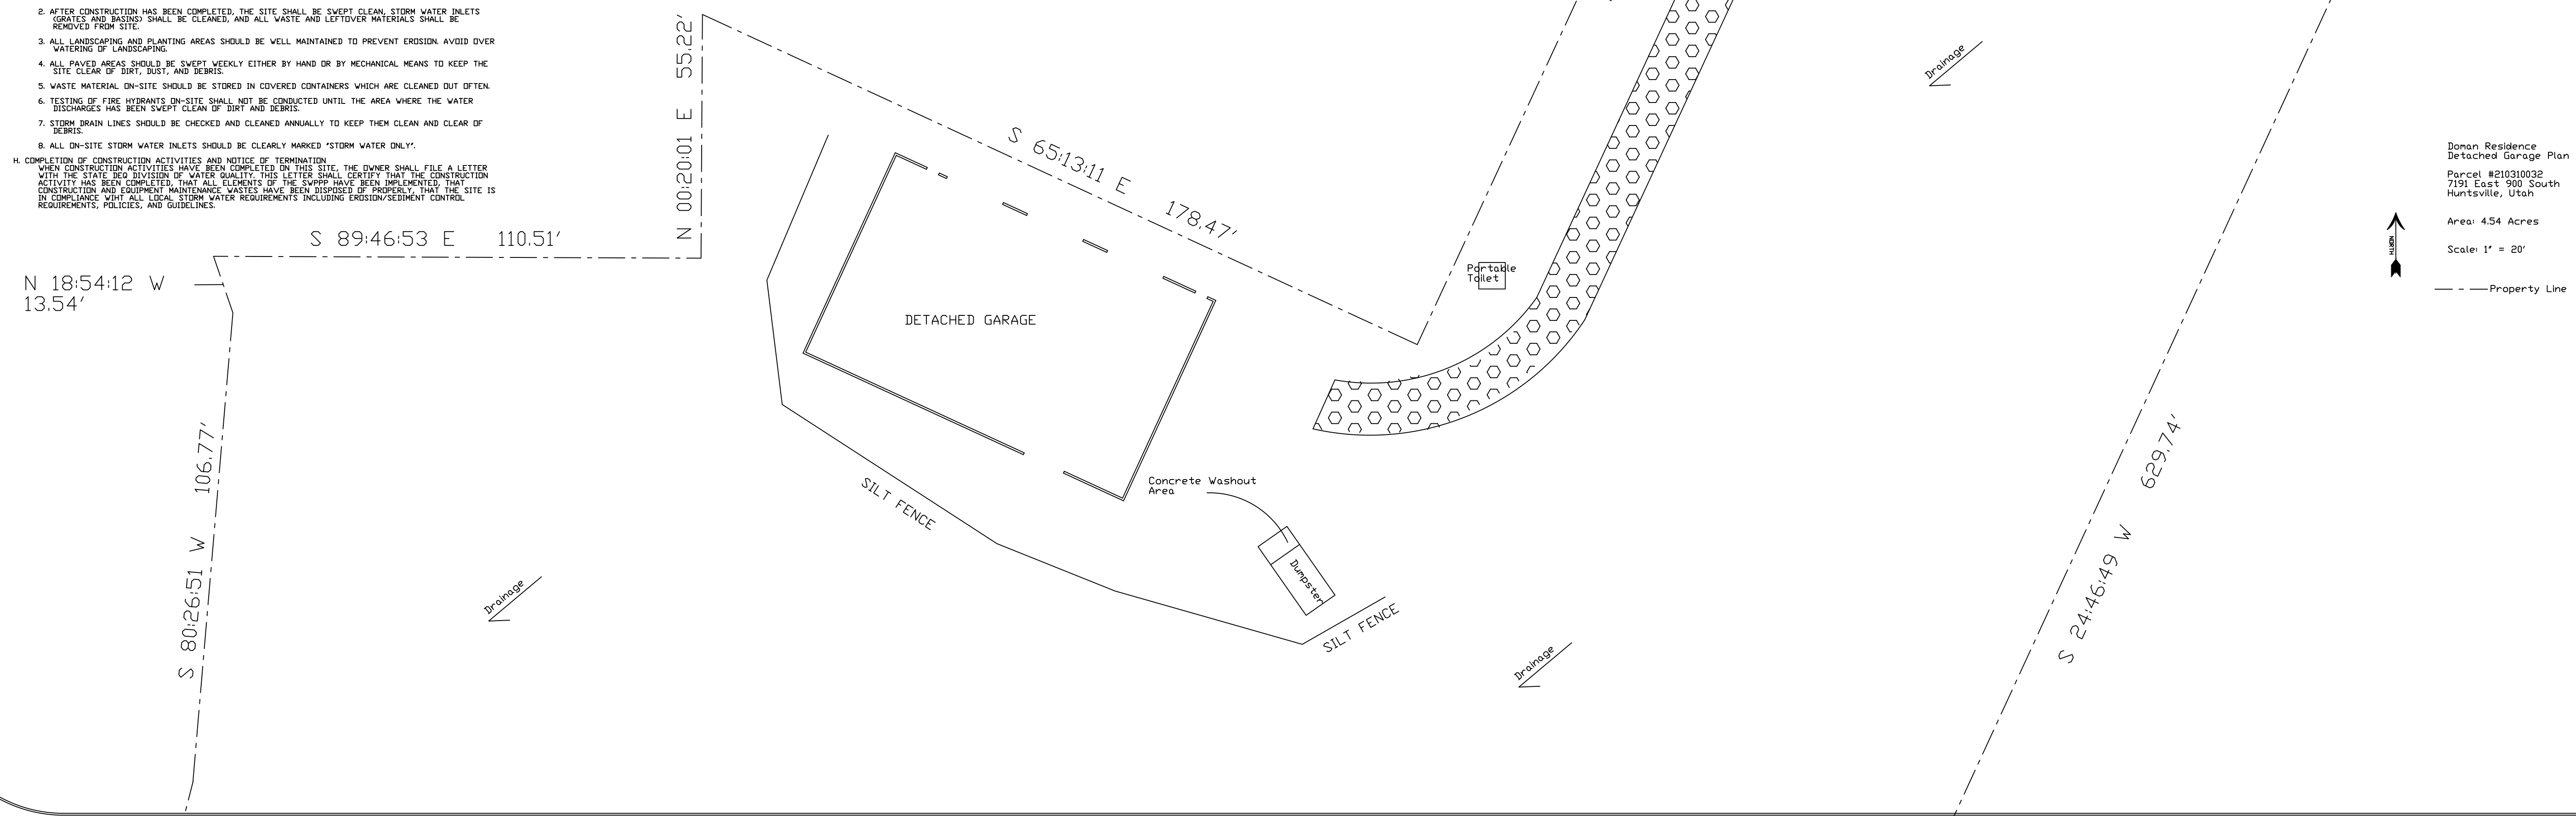 2. AFTER CONSTRUCTION HAS BEEN COMPLETED, THE SITE SHALL BE SWEPT CLEAN, STORM WATER INLETS
(GRATES AND BASINS) SHALL BE CLEANED, AND ALL WASTE AND LEFTOVER MATERIALS SHALL BE
REMOVED FROM SITE.
3. ALL LANDSCAPING AND PLANTING AREAS SHOULD BE WELL MAINTAINED TO PREVENT EROSION. AVOID OVER
WATERING OF LANDSCAPING.
4. ALL PAVED AREAS SHOULD BE SWEPT WEEKLY EITHER BY HAND OR BY MECHANICAL MEANS TO KEEP THE
SITE CLEAR OF DIRT, DUST, AND DEBRIS.
5. WASTE MATERIAL ON-SITE SHOULD BE STORED IN COVERED CONTAINERS WHICH ARE CLEANED OUT OFTEN.
6. TESTING OF FIRE HYDRANTS ON-SITE SHALL NOT BE CONDUCTED UNTIL THE AREA WHERE THE WATER
DISCHARGES HAS BEEN SWEPT CLEAN OF DIRT AND DEBRIS.
7. STORM DRAIN LINES SHOULD BE CHECKED AND CLEANED ANNUALLY TO KEEP THEM CLEAN AND CLEAR OF
DEBRIS.
8. ALL ON-SITE STORM WATER INLETS SHOULD BE CLEARLY MARKED "STORM WATER ONLY".
H. COMPLETION OF CONSTRUCTION ACTIVITIES AND NOTICE OF TERMINATION
WHEN CONSTRUCTION ACTIVITIES HAVE BEEN COMPLETED ON THIS SITE, THE OWNER SHALL FILE A LETTER
WITH THE STATE DEQ DIVISION OF WATER QUALITY. THIS LETTER SHALL CERTIFY THAT THE CONSTRUCTION
ACTIVITY HAS BEEN COMPLETED, THAT ALL ELEMENTS OF THE SWPPP HAVE BEEN IMPLEMENTED, THAT
CONSTRUCTION AND EQUIPMENT MAINTENANCE WASTES HAVE BEEN DISPOSED OF PROPERLY, THAT THE SITE IS
IN COMPLIANCE WIHT ALL LOCAL STORM WATER REQUIREMENTS INCLUDING EROSION/SEDIMENT CONTROL
REQUIREMENTS, POLICIES, AND GUIDELINES.
S 89:46:53 E 110.51'
N 18:54:12 W
13.54'
S 80:26:51 W 106.77'
N 00:20:01 E 55.22'
S 65:13:11 E 178.47'
DETACHED GARAGE
SILT FENCE
Concrete Washout
Area
Dumpster
SILT FENCE
Portable
Toilet
Drainage
Drainage
Drainage
S 24:46:49 W 629.74'
Doman Residence
Detached Garage Plan
Parcel #210310032
7191 East 900 South
Huntsville, Utah
Area: 4.54 Acres
Scale: 1" = 20'
NORTH
Property Line